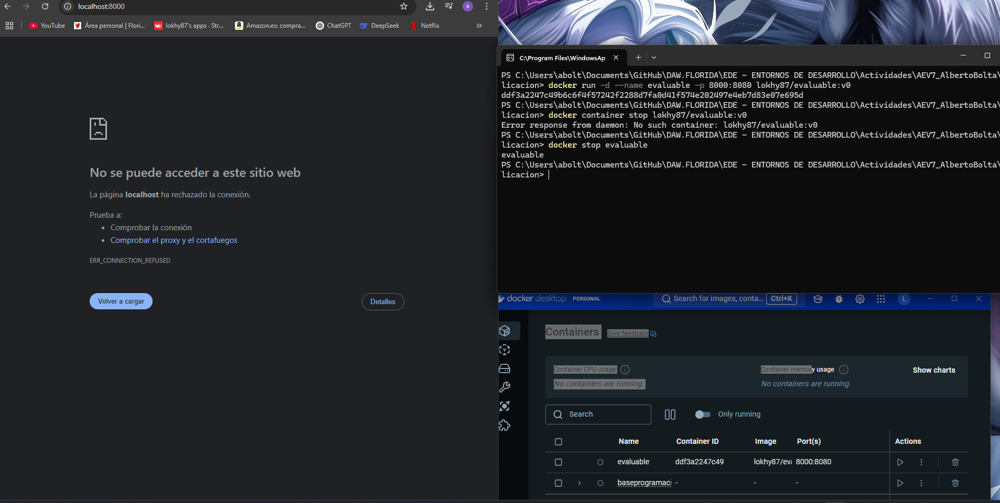 localhost:8000
a
YouTube
Área personal | Flori...
lokhy87's apps · Str...
Amazon.es: compra...
ChatGPT
DeepSeek
Netflix
»
No se puede acceder a este sitio web
La página localhost ha rechazado la conexión.
Prueba a:
• Comprobar la conexión
• Comprobar el proxy y el cortafuegos
ERR_CONNECTION_REFUSED
Volver a cargar
Detalles
C:\Program Files\WindowsAp
PS C:\Users\abolt\Documents\GitHub\DAW.FLORIDA\EDE - ENTORNOS DE DESARROLLO\Actividades\AEV7_AlbertoBolta\
licacion> docker run -d --name evaluable -p 8000:8080 lokhy87/evaluable:v0
ddf3a2247c49b6c6f4f57242f2288d7fa0d41f574e202497e4eb7d83e07e695d
PS C:\Users\abolt\Documents\GitHub\DAW.FLORIDA\EDE - ENTORNOS DE DESARROLLO\Actividades\AEV7_AlbertoBolta\
licacion> docker container stop lokhy87/evaluable:v0
Error response from daemon: No such container: lokhy87/evaluable:v0
PS C:\Users\abolt\Documents\GitHub\DAW.FLORIDA\EDE - ENTORNOS DE DESARROLLO\Actividades\AEV7_AlbertoBolta\
licacion> docker stop evaluable
evaluable
PS C:\Users\abolt\Documents\GitHub\DAW.FLORIDA\EDE - ENTORNOS DE DESARROLLO\Actividades\AEV7_AlbertoBolta\
licacion>
docker desktop PERSONAL
Search for images, conta... Ctrl+K
L
Containers Give feedback
Container CPU usage
No containers are running.
Container memory usage
No containers are running.
Show charts
Search
Only running
Name Container ID Image Port(s) Actions
evaluable ddf3a2247c49 lokhy87/eva 8000:8080
baseprogramaci - - -